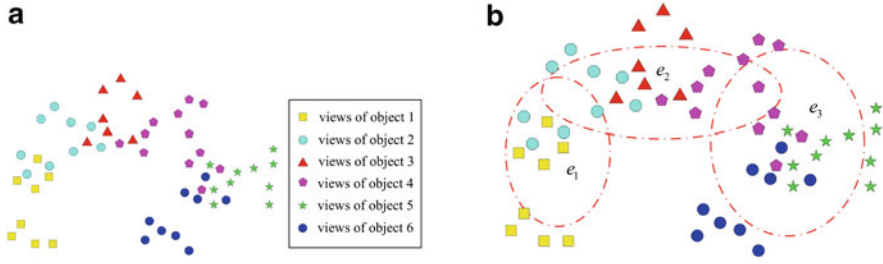 a
views of object 1
views of object 2
views of object 3
views of object 4
views of object 5
views of object 6
b
e2
e3
e1